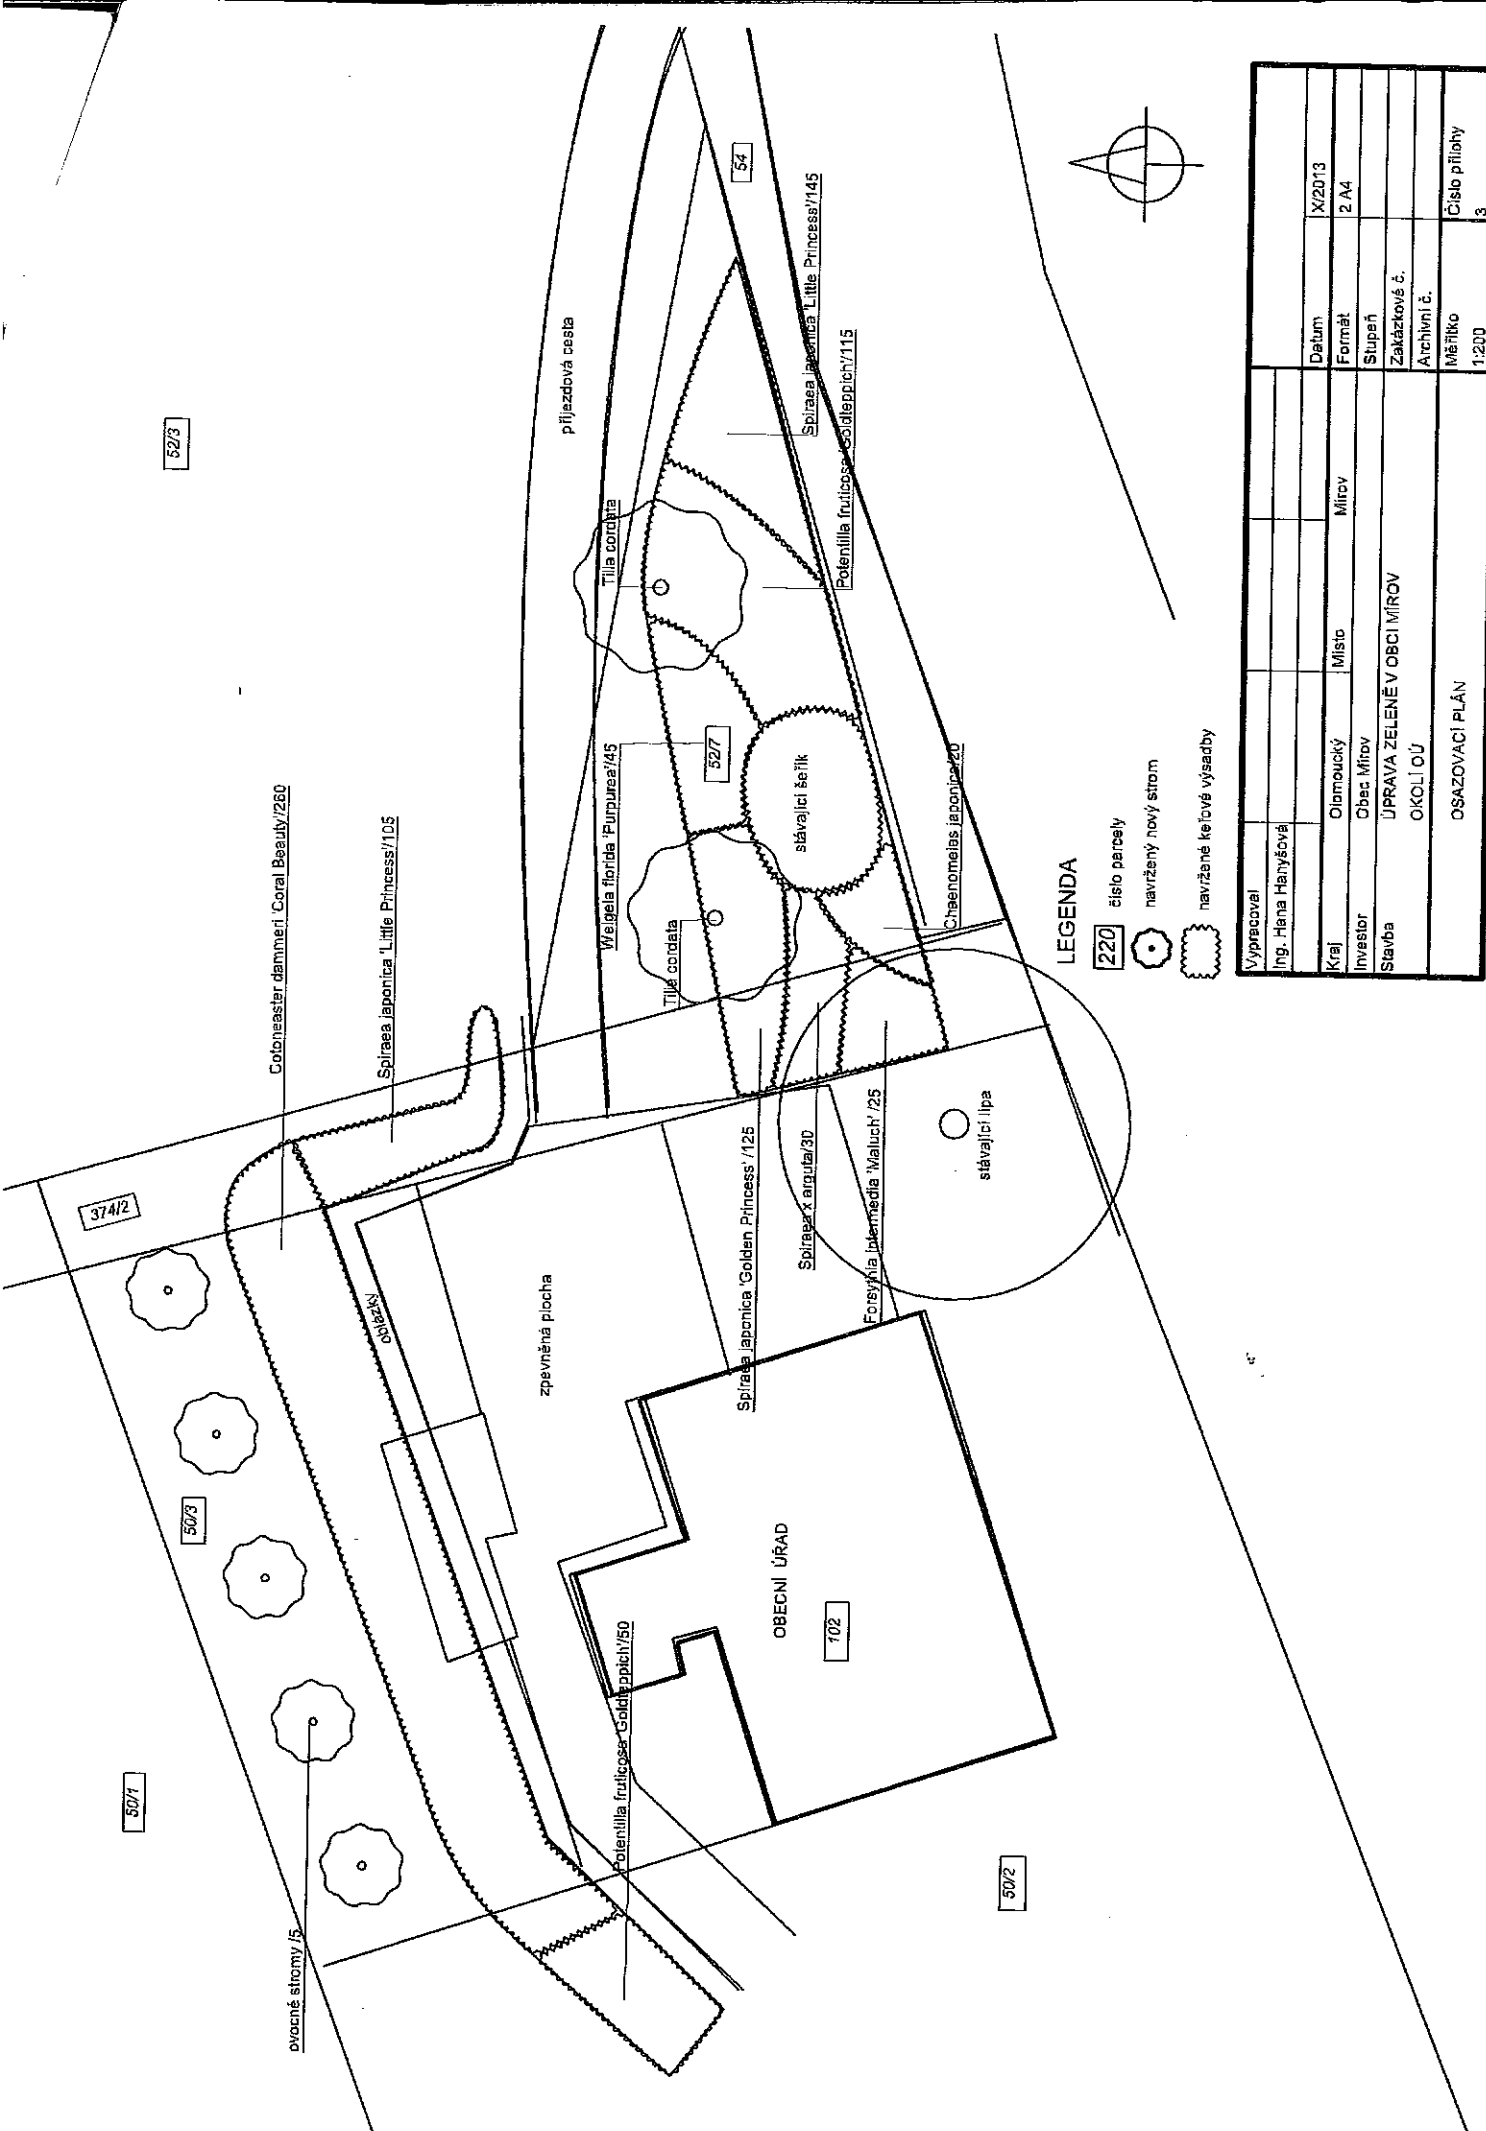 Cotoneaster dammeri 'Coral Beauty'/260
Spiraea japonica 'Little Princess'/105
ovocné stromy /5
374/2
50/3
50/1
52/3
oblázky
zpevněná plocha
Potentilla fruticosa 'Goldteppich'/50
OBECNÍ ÚŘAD
102
50/2
příjezdová cesta
54
Tilia cordata
Weigela florida 'Purpurea'/45
52/7
Tilia cordata
stávající šeřík
Spiraea japonica 'Little Princess'/145
Potentilla fruticosa 'Goldteppich'/115
Chaenomelas japonica/20
Spiraea japonica 'Golden Princess' /125
Spiraea x arguta/30
Forsythia intermedia 'Maluch' /25
stávající lípa
LEGENDA
220 číslo parcely
navržený nový strom
navržené keřové výsadby
Vypracoval
Ing. Hana Hanyšová
Kraj Olomoucký Místo Mírov
Investor Obec Mírov
Stavba ÚPRAVA ZELENĚ V OBCI MÍROV
OKOLÍ OÚ
OSAZOVACÍ PLÁN
Datum X/2013
Formát 2 A4
Stupeň
Zakázkové č.
Archivní č.
Měřítko Číslo přílohy
1:200 3